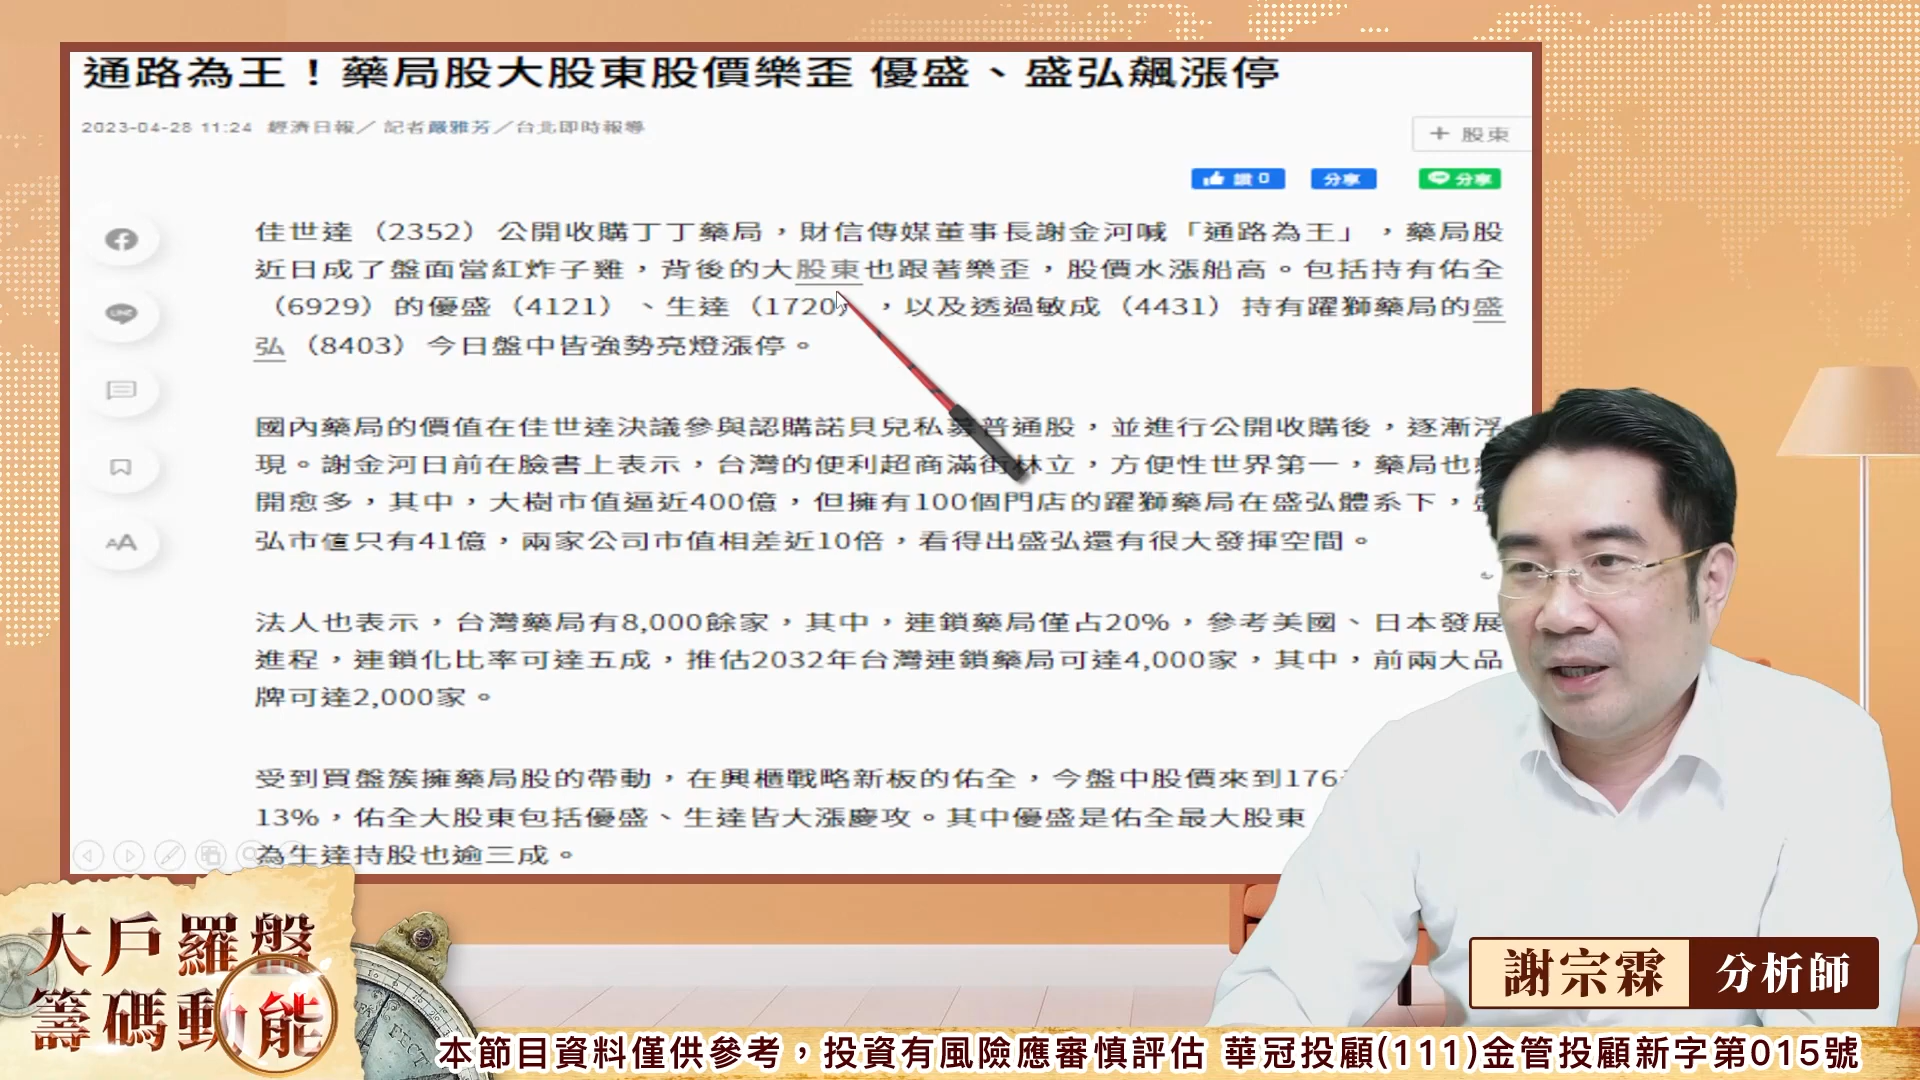 通路為王！藥局股大股東股價樂歪 優盛、盛弘飆漲停
2023-04-28 11:24 經濟日報／ 記者嚴雅芳／台北即時報導
+ 股東
讚 0 分享 分享
佳世達（2352）公開收購丁丁藥局，財信傳媒董事長謝金河喊「通路為王」，藥局股
近日成了盤面當紅炸子雞，背後的大股東也跟著樂歪，股價水漲船高。包括持有佑全
（6929）的優盛（4121）、生達（1720），以及透過敏成（4431）持有躍獅藥局的盛
弘（8403）今日盤中皆強勢亮燈漲停。
國內藥局的價值在佳世達決議參與認購諾貝兒私募普通股，並進行公開收購後，逐漸浮
現。謝金河日前在臉書上表示，台灣的便利超商滿街林立，方便性世界第一，藥局也
開愈多，其中，大樹市值逼近400億，但擁有100個門店的躍獅藥局在盛弘體系下，
弘市值只有41億，兩家公司市值相差近10倍，看得出盛弘還有很大發揮空間。
法人也表示，台灣藥局有8,000餘家，其中，連鎖藥局僅占20%，參考美國、日本發展
進程，連鎖化比率可達五成，推估2032年台灣連鎖藥局可達4,000家，其中，前兩大品
牌可達2,000家。
受到買盤簇擁藥局股的帶動，在興櫃戰略新板的佑全，今盤中股價來到176
13%，佑全大股東包括優盛、生達皆大漲慶攻。其中優盛是佑全最大股東
為生達持股也逾三成。
大戶羅盤
籌碼動能
謝宗霖 分析師
本節目資料僅供參考，投資有風險應審慎評估 華冠投顧(111)金管投顧新字第015號